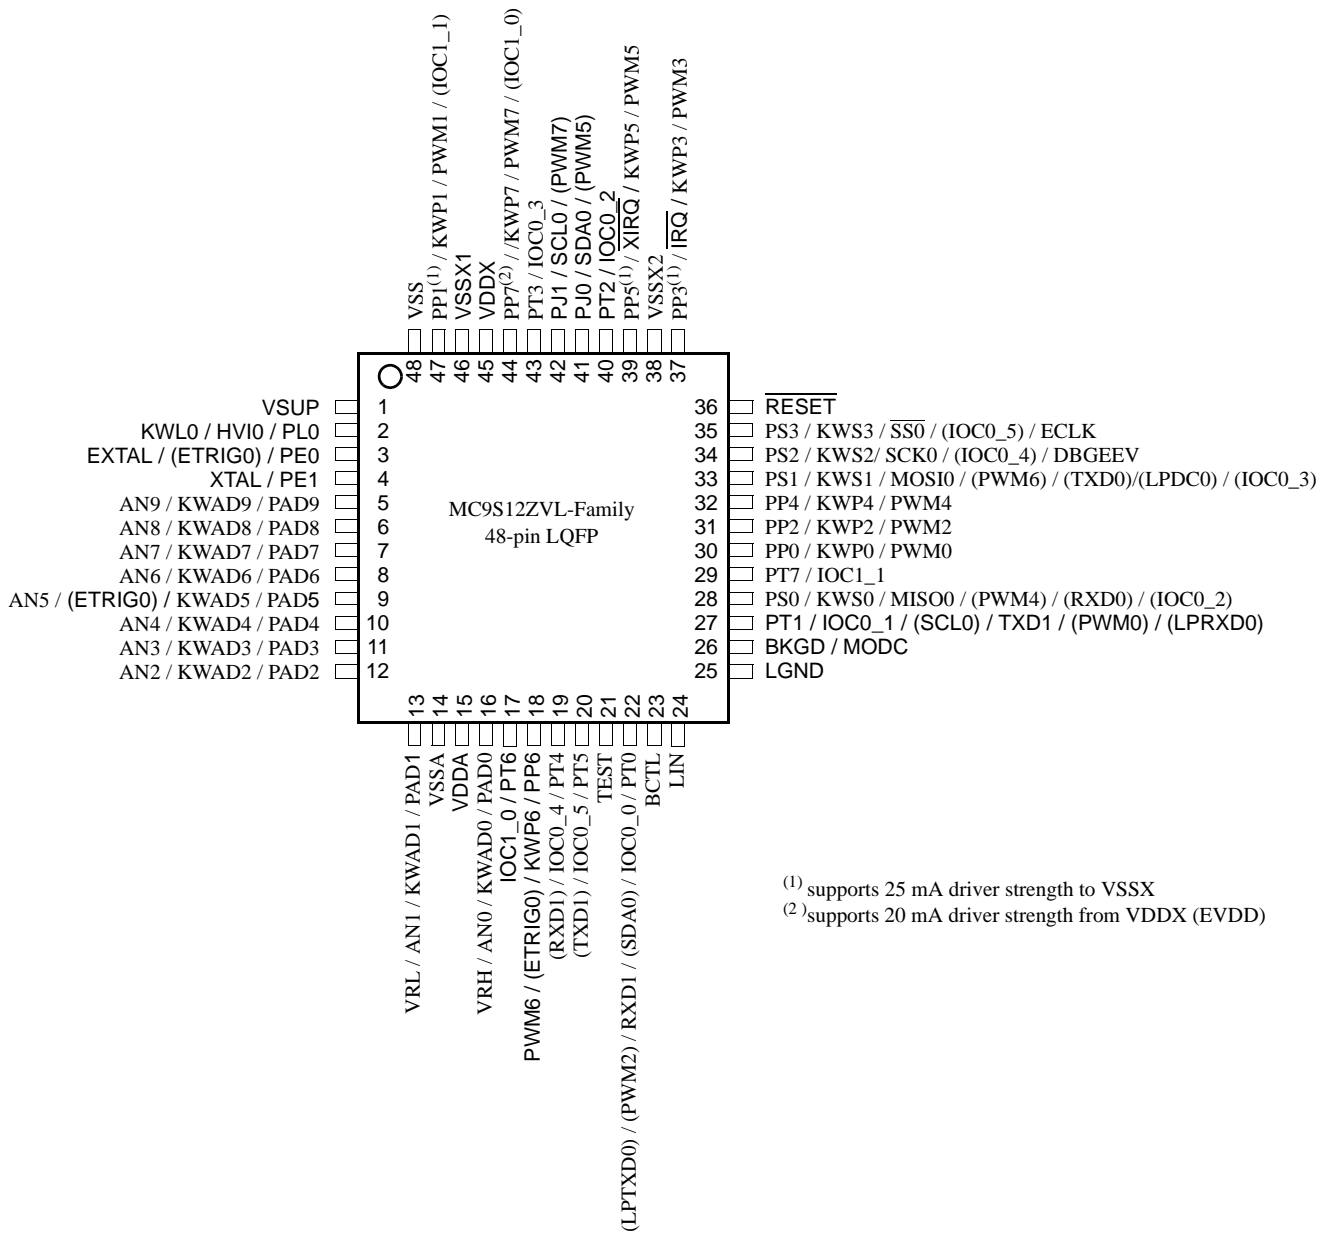 VSS
PP1(1) / KWP1 / PWM1 / (IOC1_1)
VSSX1
VDDX
PP7(2) / /KWP7 / PWM7 / (IOC1_0)
PT3 / IOC0_3
PJ1 / SCL0 / (PWM7)
PJ0 / SDA0 / (PWM5)
PT2 / IOC0_2
PP5(1) / XIRQ / KWP5 / PWM5
VSSX2
PP3(1) / IRQ / KWP3 / PWM3
48
47
46
45
44
43
42
41
40
39
38
37
VSUP 1
KWL0 / HVI0 / PL0 2
EXTAL / (ETRIG0) / PE0 3
XTAL / PE1 4
AN9 / KWAD9 / PAD9 5
AN8 / KWAD8 / PAD8 6
AN7 / KWAD7 / PAD7 7
AN6 / KWAD6 / PAD6 8
AN5 / (ETRIG0) / KWAD5 / PAD5 9
AN4 / KWAD4 / PAD4 10
AN3 / KWAD3 / PAD3 11
AN2 / KWAD2 / PAD2 12
MC9S12ZVL-Family
48-pin LQFP
36 RESET
35 PS3 / KWS3 / SS0 / (IOC0_5) / ECLK
34 PS2 / KWS2/ SCK0 / (IOC0_4) / DBGEEV
33 PS1 / KWS1 / MOSI0 / (PWM6) / (TXD0)/(LPDC0) / (IOC0_3)
32 PP4 / KWP4 / PWM4
31 PP2 / KWP2 / PWM2
30 PP0 / KWP0 / PWM0
29 PT7 / IOC1_1
28 PS0 / KWS0 / MISO0 / (PWM4) / (RXD0) / (IOC0_2)
27 PT1 / IOC0_1 / (SCL0) / TXD1 / (PWM0) / (LPRXD0)
26 BKGD / MODC
25 LGND
13
14
15
16
17
18
19
20
21
22
23
24
VRL / AN1 / KWAD1 / PAD1
VSSA
VDDA
VRH / AN0 / KWAD0 / PAD0
IOC1_0 / PT6
PWM6 / (ETRIG0) / KWP6 / PP6
(RXD1) / IOC0_4 / PT4
(TXD1) / IOC0_5 / PT5
TEST
(LPTXD0) / (PWM2) / RXD1 / (SDA0) / IOC0_0 / PT0
BCTL
LIN
(1) supports 25 mA driver strength to VSSX
(2 )supports 20 mA driver strength from VDDX (EVDD)